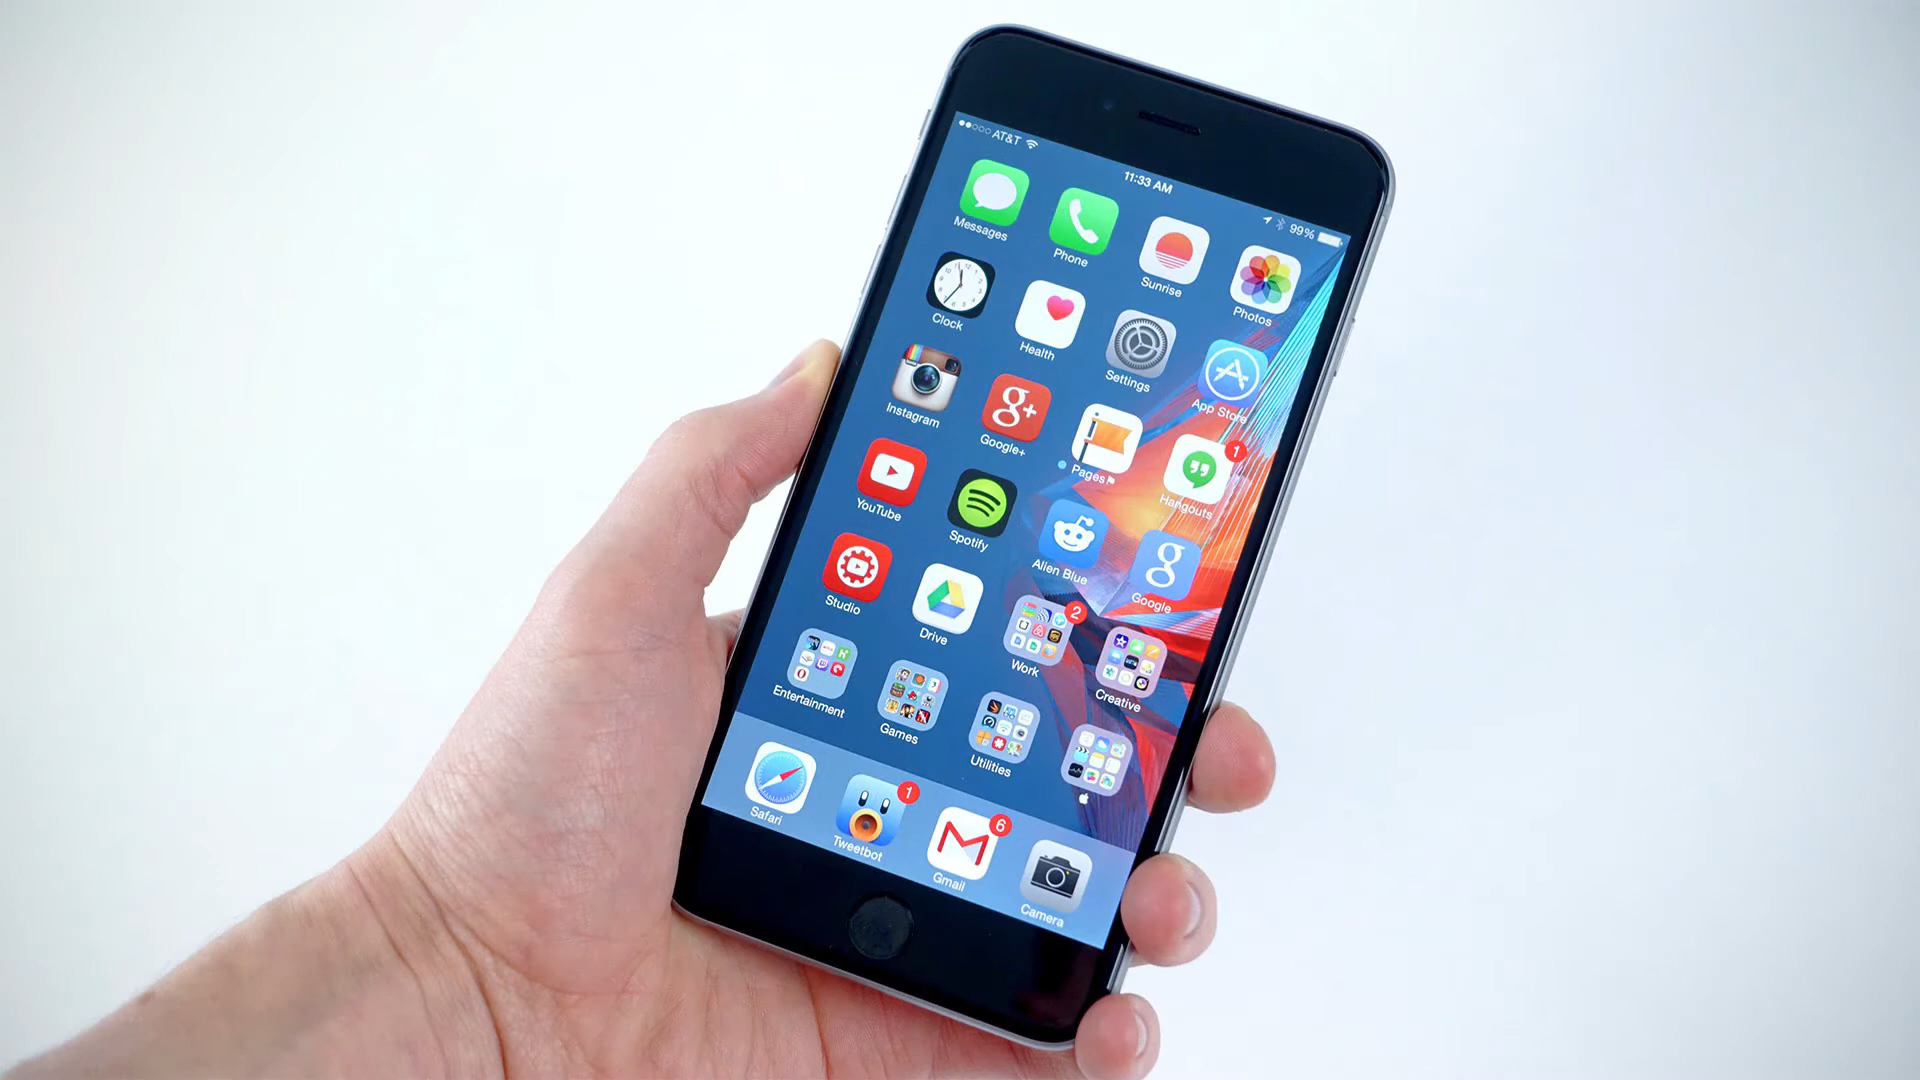 AT&T
11:33 AM
99%
Messages
Phone
Sunrise
Photos
Clock
Health
Settings
App Store
Instagram
g+
Google+
Pages
1
Hangouts
YouTube
Spotify
Alien Blue
g
Google
Studio
Drive
2
Work
Creative
Entertainment
Games
Utilities
Safari
1
Tweetbot
6
Gmail
Camera